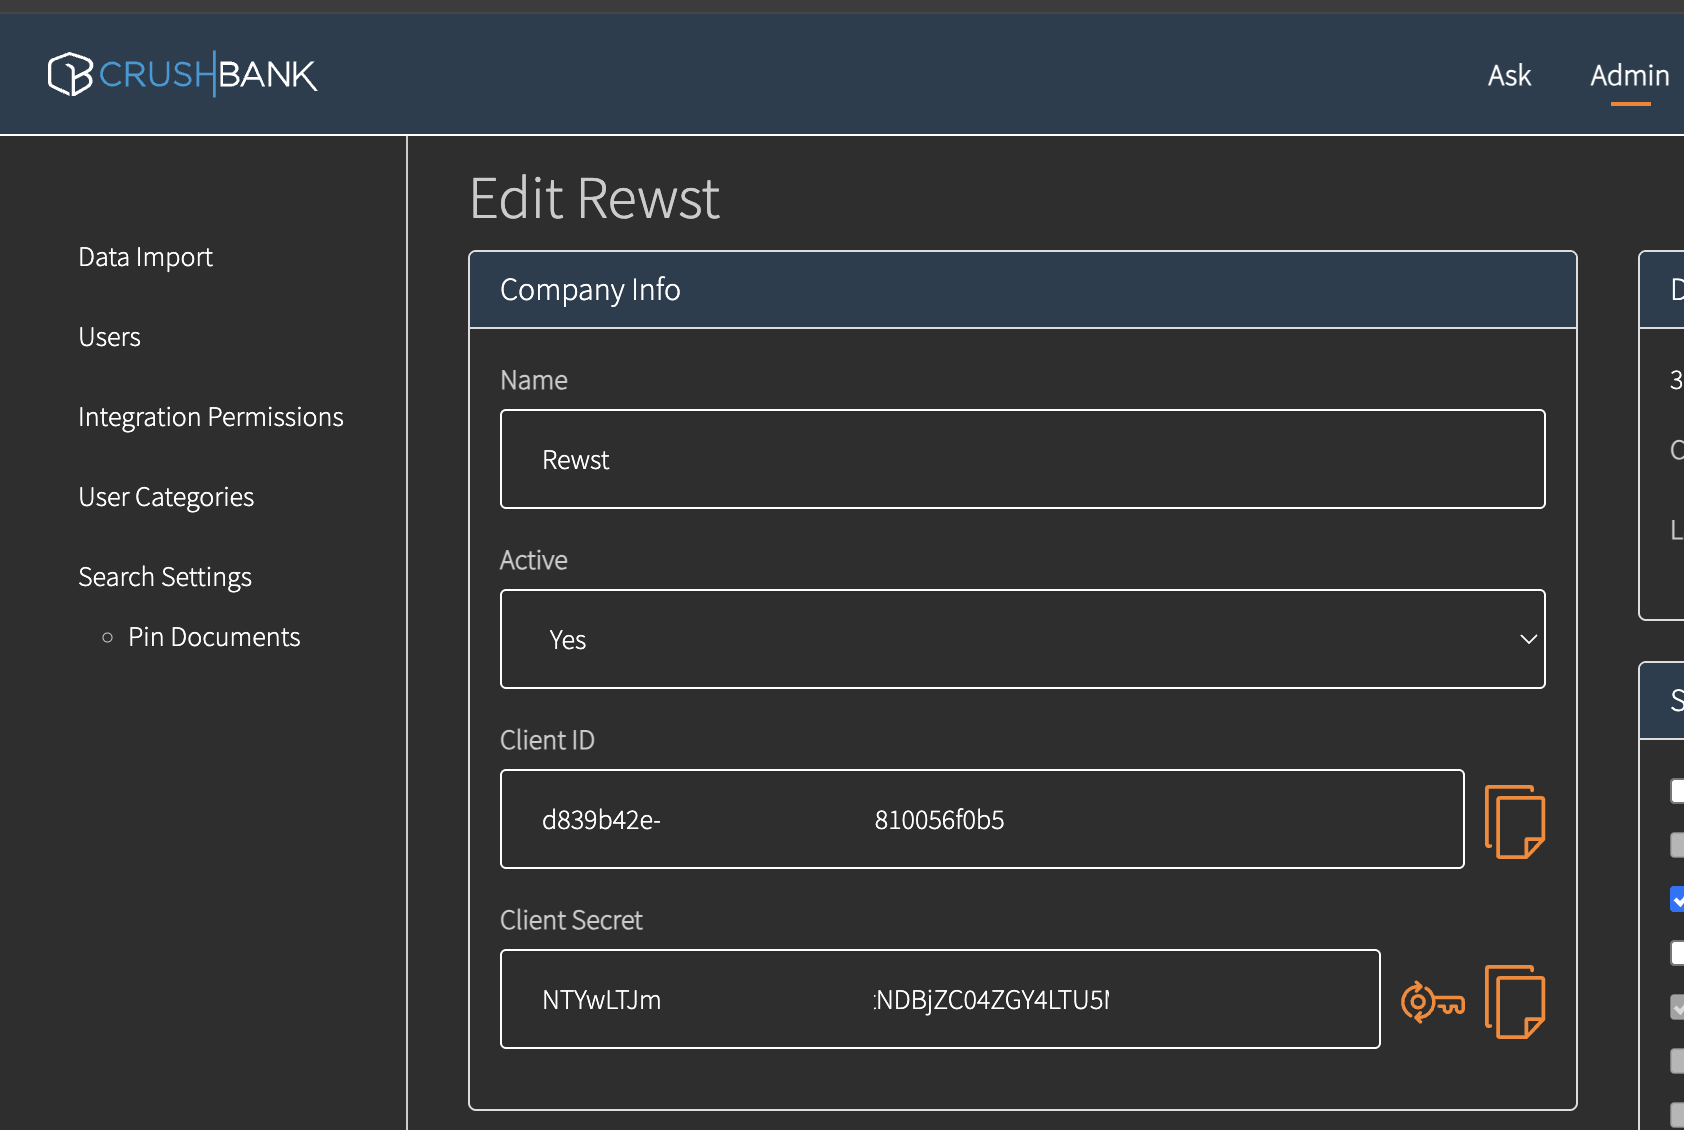 CRUSHBANK
Ask
Admin
Data Import
Users
Integration Permissions
User Categories
Search Settings
Pin Documents
Edit Rewst
Company Info
Name
Rewst
Active
Yes
Client ID
d839b42e- 810056f0b5
Client Secret
NTYwLTJm NDBjZC04ZGY4LTU5
3